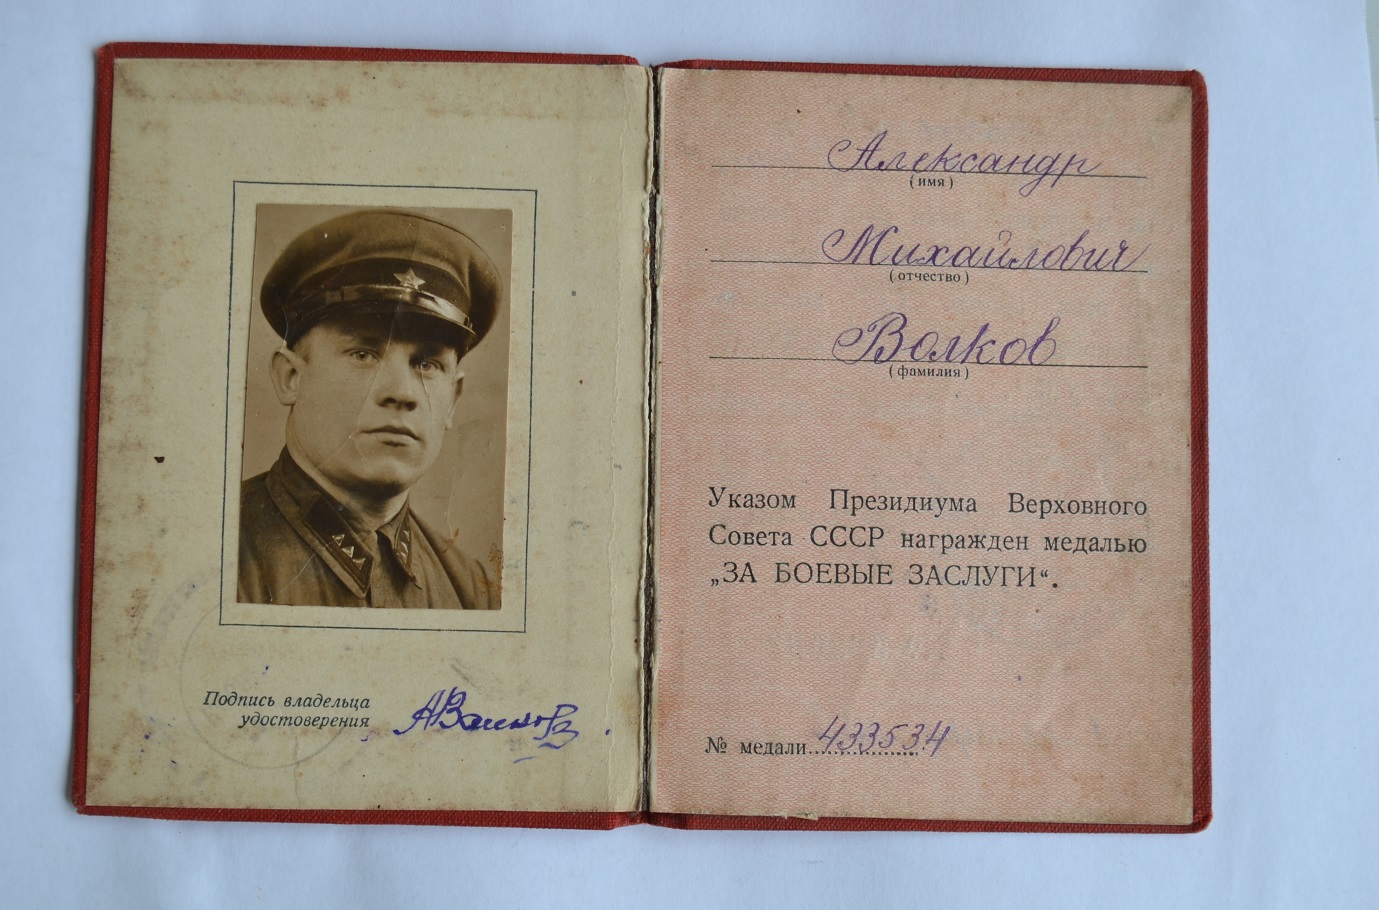 Подпись владельца
удостоверения
Александр
(имя)
Михайлович
(отчество)
Волков
(фамилия)
Указом Президиума Верховного
Совета СССР награжден медалью
„ЗА БОЕВЫЕ ЗАСЛУГИ“.
№ медали 433534